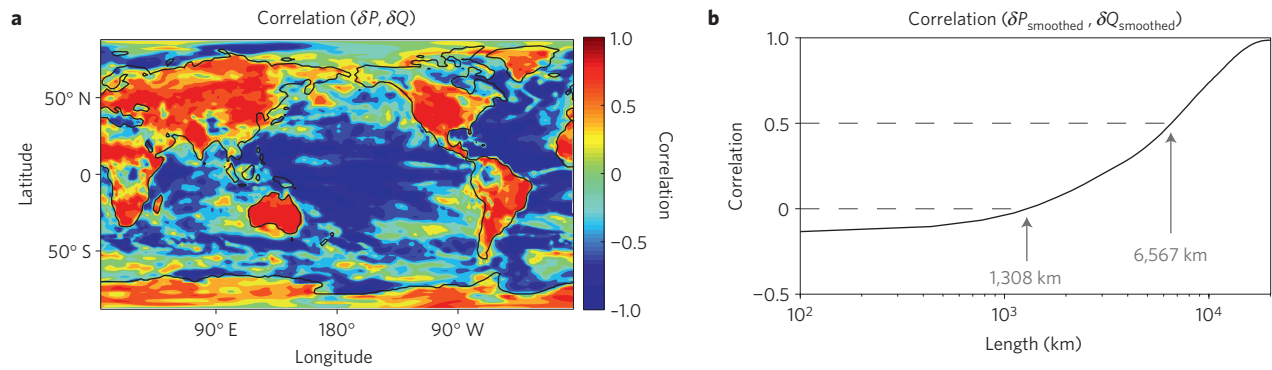 a
Correlation (δP, δQ)
50° N
0
50° S
Latitude
90° E
180°
90° W
Longitude
1.0
0.5
0
−0.5
−1.0
Correlation
b
Correlation (δPsmoothed , δQsmoothed)
1.0
0.5
0
−0.5
Correlation
6,567 km
1,308 km
10²
10³
10⁴
Length (km)